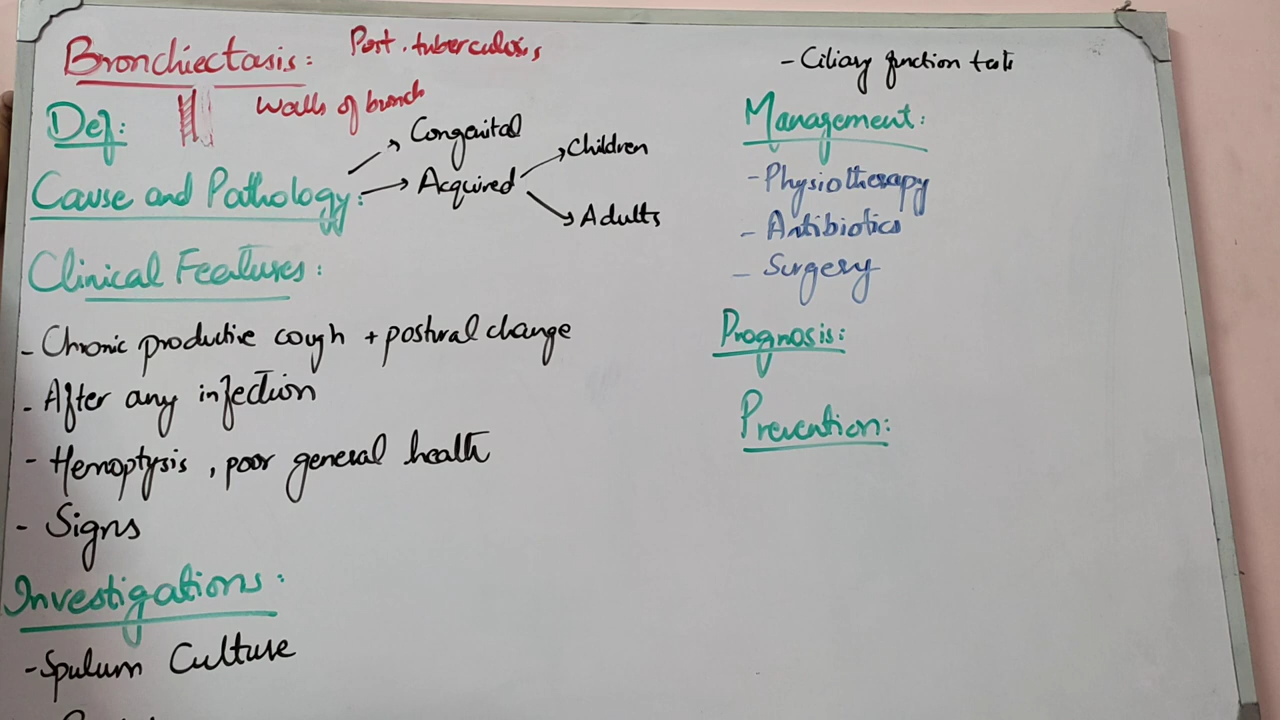 Bronchiectasis: Post. tuberculosis,
Walls of bronch
Def:
Cause and Pathology:
Congenital
Acquired
Children
Adults
Clinical Features:
- Chronic productive cough + postural change
- After any infection
- Hemoptysis, poor general health
- Signs
Investigations:
- Sputum Culture
- Ciliary function tests
Management:
- Physiotherapy
- Antibiotics
- Surgery
Prognosis:
Prevention: